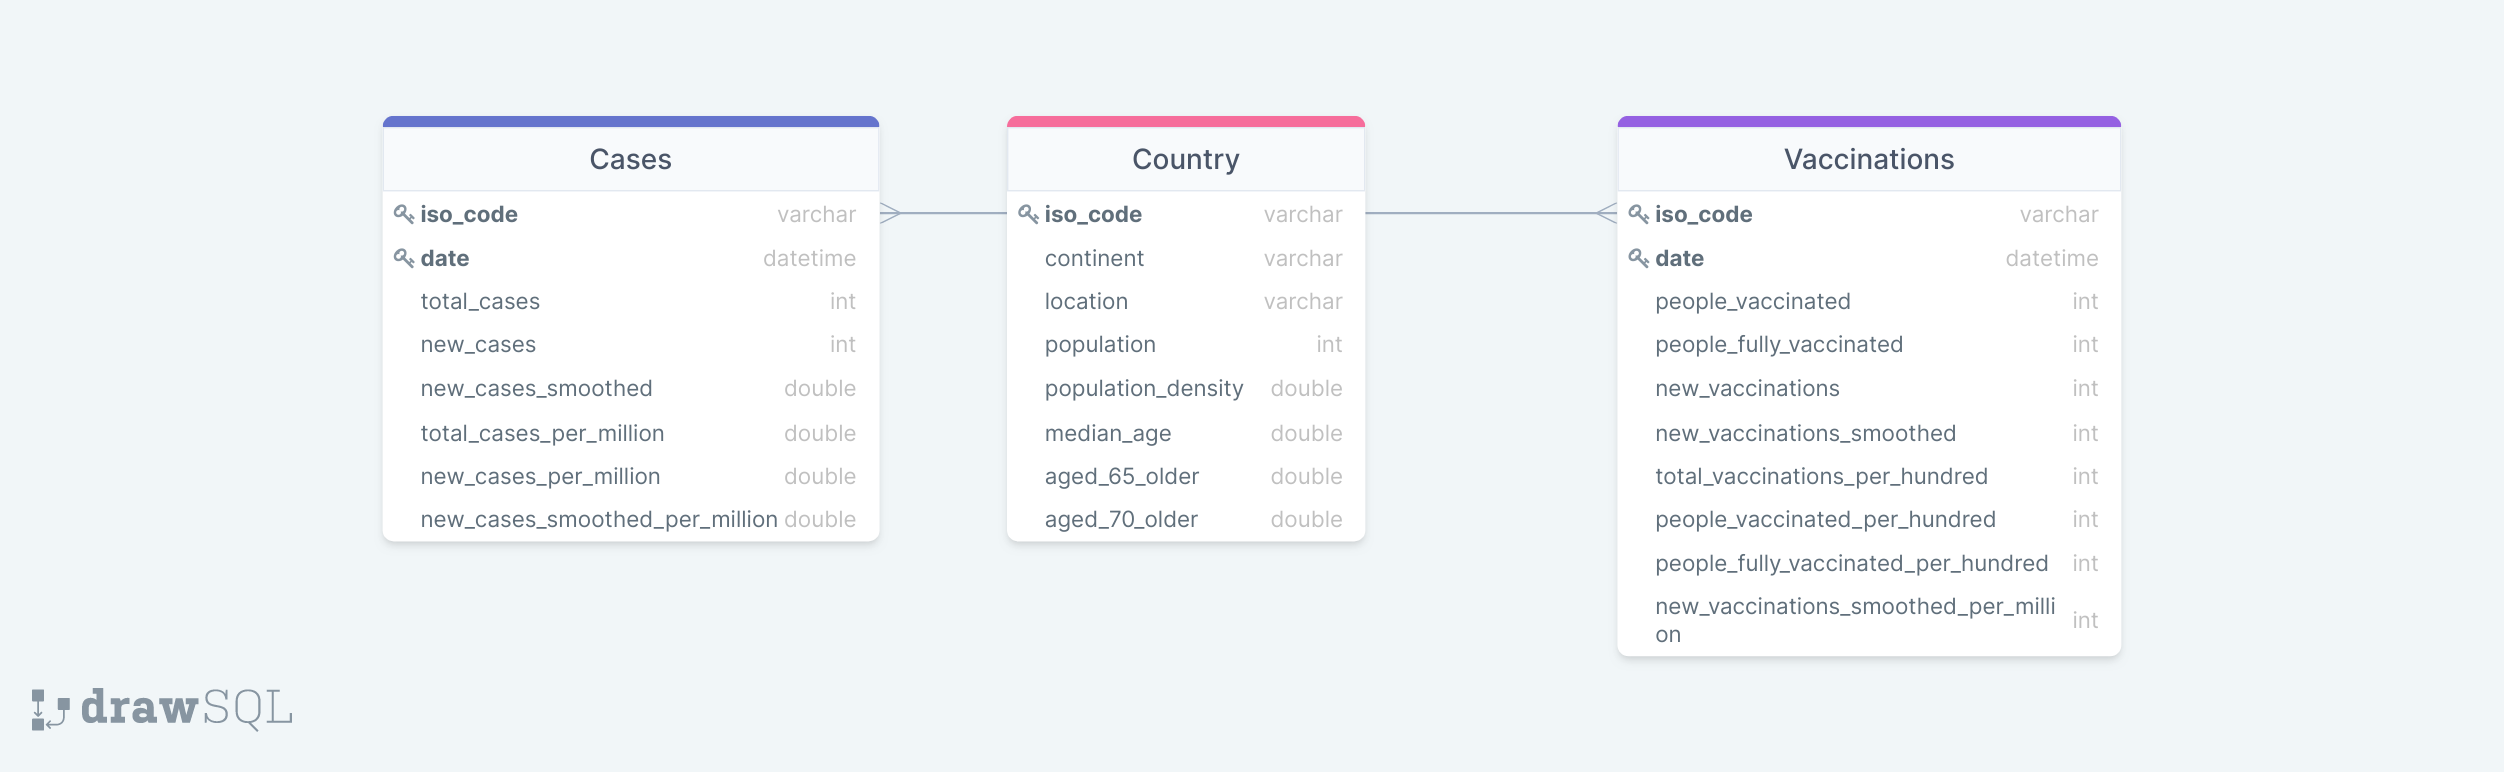 Cases
iso_code varchar
date datetime
total_cases int
new_cases int
new_cases_smoothed double
total_cases_per_million double
new_cases_per_million double
new_cases_smoothed_per_million double
Country
iso_code varchar
continent varchar
location varchar
population int
population_density double
median_age double
aged_65_older double
aged_70_older double
Vaccinations
iso_code varchar
date datetime
people_vaccinated int
people_fully_vaccinated int
new_vaccinations int
new_vaccinations_smoothed int
total_vaccinations_per_hundred int
people_vaccinated_per_hundred int
people_fully_vaccinated_per_hundred int
new_vaccinations_smoothed_per_milli
on int
drawSQL